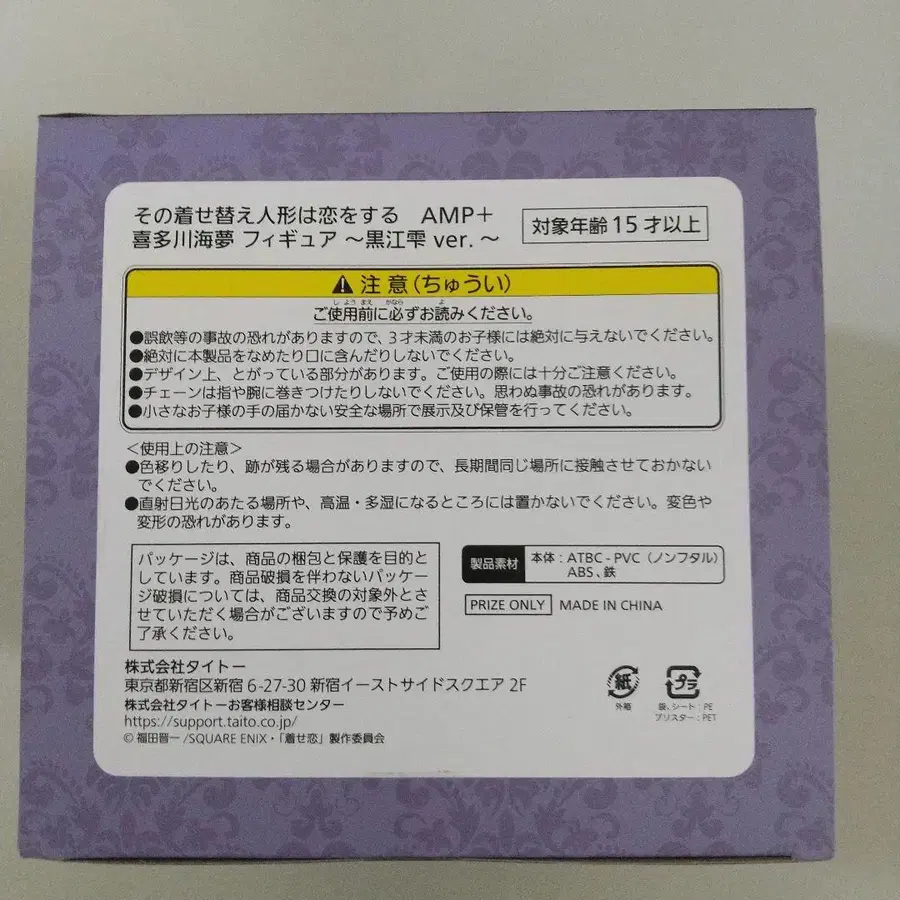 その着せ替え人形は恋をする　AMP＋
喜多川海夢 フィギュア ～黒江雫 ver. ～
対象年齢 15 才以上
注意（ちゅうい）
ご使用前に必ずお読みください。
●誤飲等の事故の恐れがありますので、３才未満のお子様には絶対に与えないでください。
●絶対に本製品をなめたり口に含んだりしないでください。
●デザイン上、とがっている部分があります。ご使用の際には十分ご注意ください。
●チェーンは指や腕に巻きつけたりしないでください。思わぬ事故の恐れがあります。
●小さなお子様の手の届かない安全な場所で展示及び保管を行ってください。
＜使用上の注意＞
●色移りしたり、跡が残る場合がありますので、長期間同じ場所に接触させておかない
でください。
●直射日光のあたる場所や、高温・多湿になるところには置かないでください。変色や
変形の恐れがあります。
パッケージは、商品の梱包と保護を目的と
しています。商品破損を伴わないパッケー
ジ破損については、商品交換の対象外とさ
せていただく場合がございますので予めご
了承ください。
製品素材
本体 : ATBC - PVC（ノンフタル）
ABS 、鉄
PRIZE ONLY MADE IN CHINA
株式会社タイトー
東京都新宿区新宿 6-27-30 新宿イーストサイドスクエア 2F
株式会社タイトーお客様相談センター
https://support.taito.co.jp/
© 福田晋一 /SQUARE ENIX・「着せ恋」製作委員会
紙
外箱
プラ
袋、シート : PE
ブリスター : PET